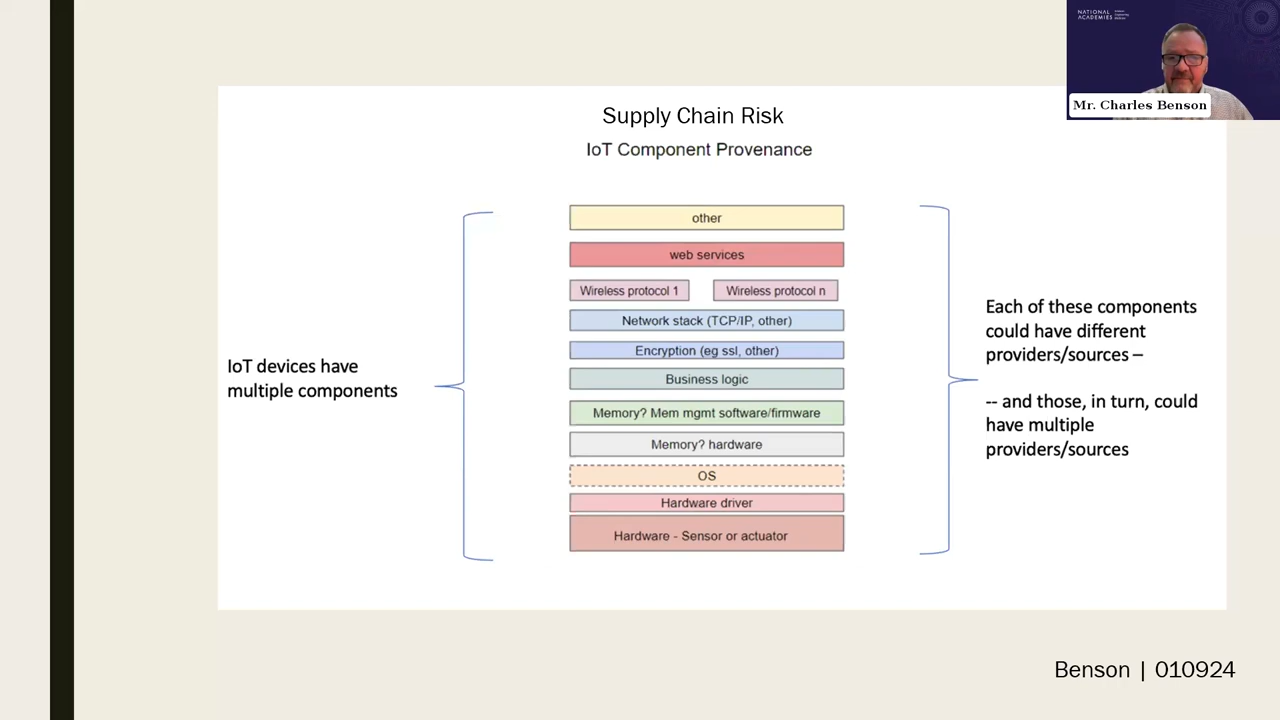 NATIONAL
ACADEMIES
Mr. Charles Benson
Supply Chain Risk
IoT Component Provenance
other
web services
Wireless protocol 1
Wireless protocol n
Network stack (TCP/IP, other)
Encryption (eg ssl, other)
Business logic
Memory? Mem mgmt software/firmware
Memory? hardware
OS
Hardware driver
Hardware - Sensor or actuator
IoT devices have
multiple components
Each of these components
could have different
providers/sources –
-- and those, in turn, could
have multiple
providers/sources
Benson | 010924